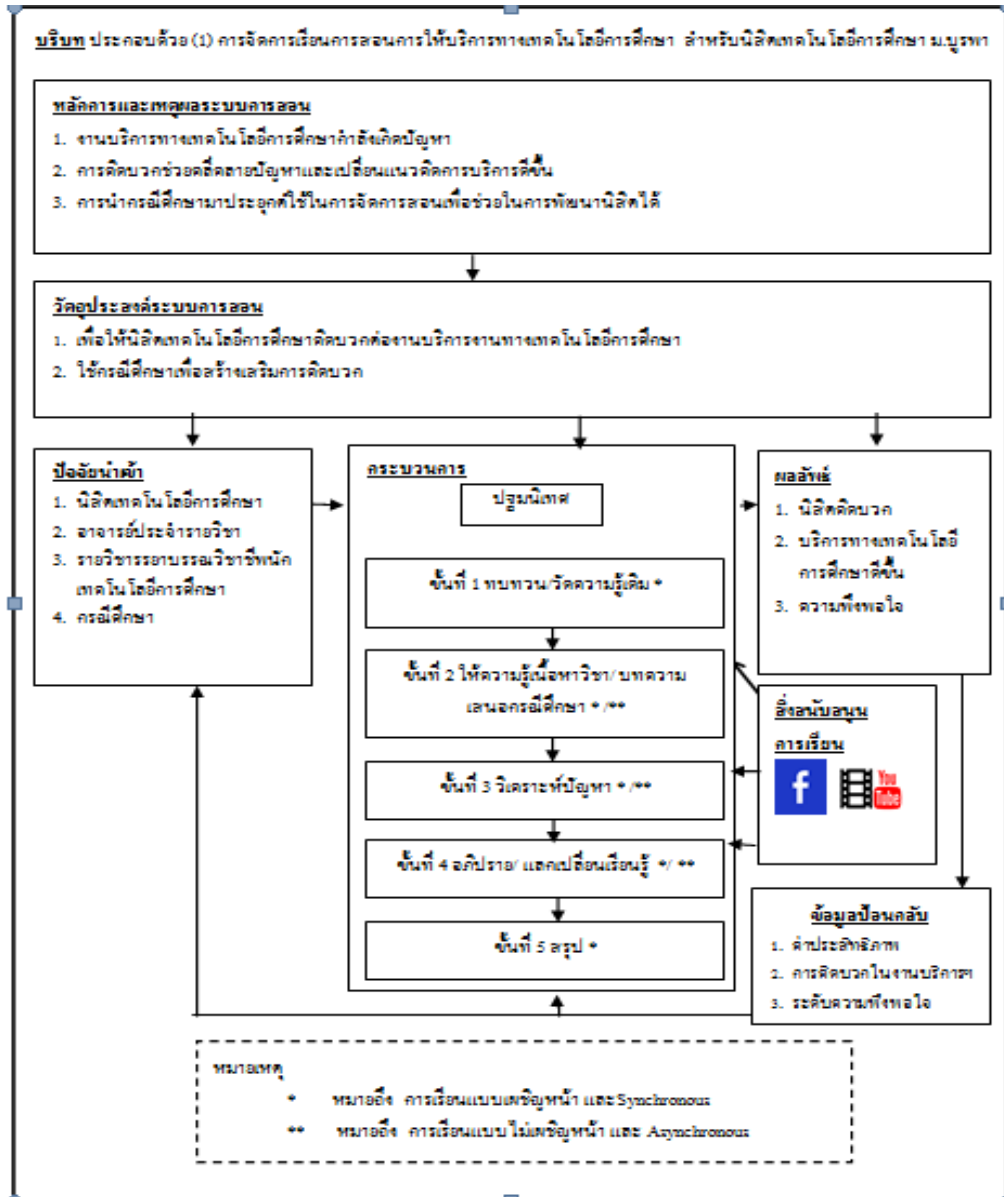 บริบท ประกอบด้วย (1) การจัดการเรียนการสอนการให้บริการทางเทคโนโลยีการศึกษา สำหรับนิสิตเทคโนโลยีการศึกษา ม.บูรพา
หลักการและเหตุผลระบบการสอน
1. งานบริการทางเทคโนโลยีการศึกษากำลังเกิดปัญหา
2. การคิดบวกช่วยคลี่คลายปัญหาและเปลี่ยนแนวคิดการบริการดีขึ้น
3. การนำกรณีศึกษามาประยุกต์ใช้ในการจัดการสอนเพื่อช่วยในการพัฒนานิสิตได้
วัตถุประสงค์ระบบการสอน
1. เพื่อให้นิสิตเทคโนโลยีการศึกษาคิดบวกต่องานบริการงานทางเทคโนโลยีการศึกษา
2. ใช้กรณีศึกษาเพื่อสร้างเสริมการคิดบวก
ปัจจัยนำเข้า
1. นิสิตเทคโนโลยีการศึกษา
2. อาจารย์ประจำรายวิชา
3. รายวิชารรยาบรรณวิชาชีพนัก
เทคโนโลยีการศึกษา
4. กรณีศึกษา
กระบวนการ
ปฐมนิเทศ
ขั้นที่ 1 ทบทวน/วัดความรู้เดิม *
ขั้นที่ 2 ให้ความรู้เนื้อหาวิชา/ บทความ
เสนอกรณีศึกษา * /**
ขั้นที่ 3 วิเคราะห์ปัญหา * /**
ขั้นที่ 4 อภิปราย/ แลกเปลี่ยนเรียนรู้ */ **
ขั้นที่ 5 สรุป *
ผลลัพธ์
1. นิสิตคิดบวก
2. บริการทางเทคโนโลยี
การศึกษาดีขึ้น
3. ความพึงพอใจ
สิ่งสนับสนุน
การเรียน
f
You
Tube
ข้อมูลป้อนกลับ
1. ค่าประสิทธิภาพ
2. การคิดบวกในงานบริการฯ
3. ระดับความพึงพอใจ
หมายเหตุ
* หมายถึง การเรียนแบบเผชิญหน้า และ Synchronous
** หมายถึง การเรียนแบบไม่เผชิญหน้า และ Asynchronous